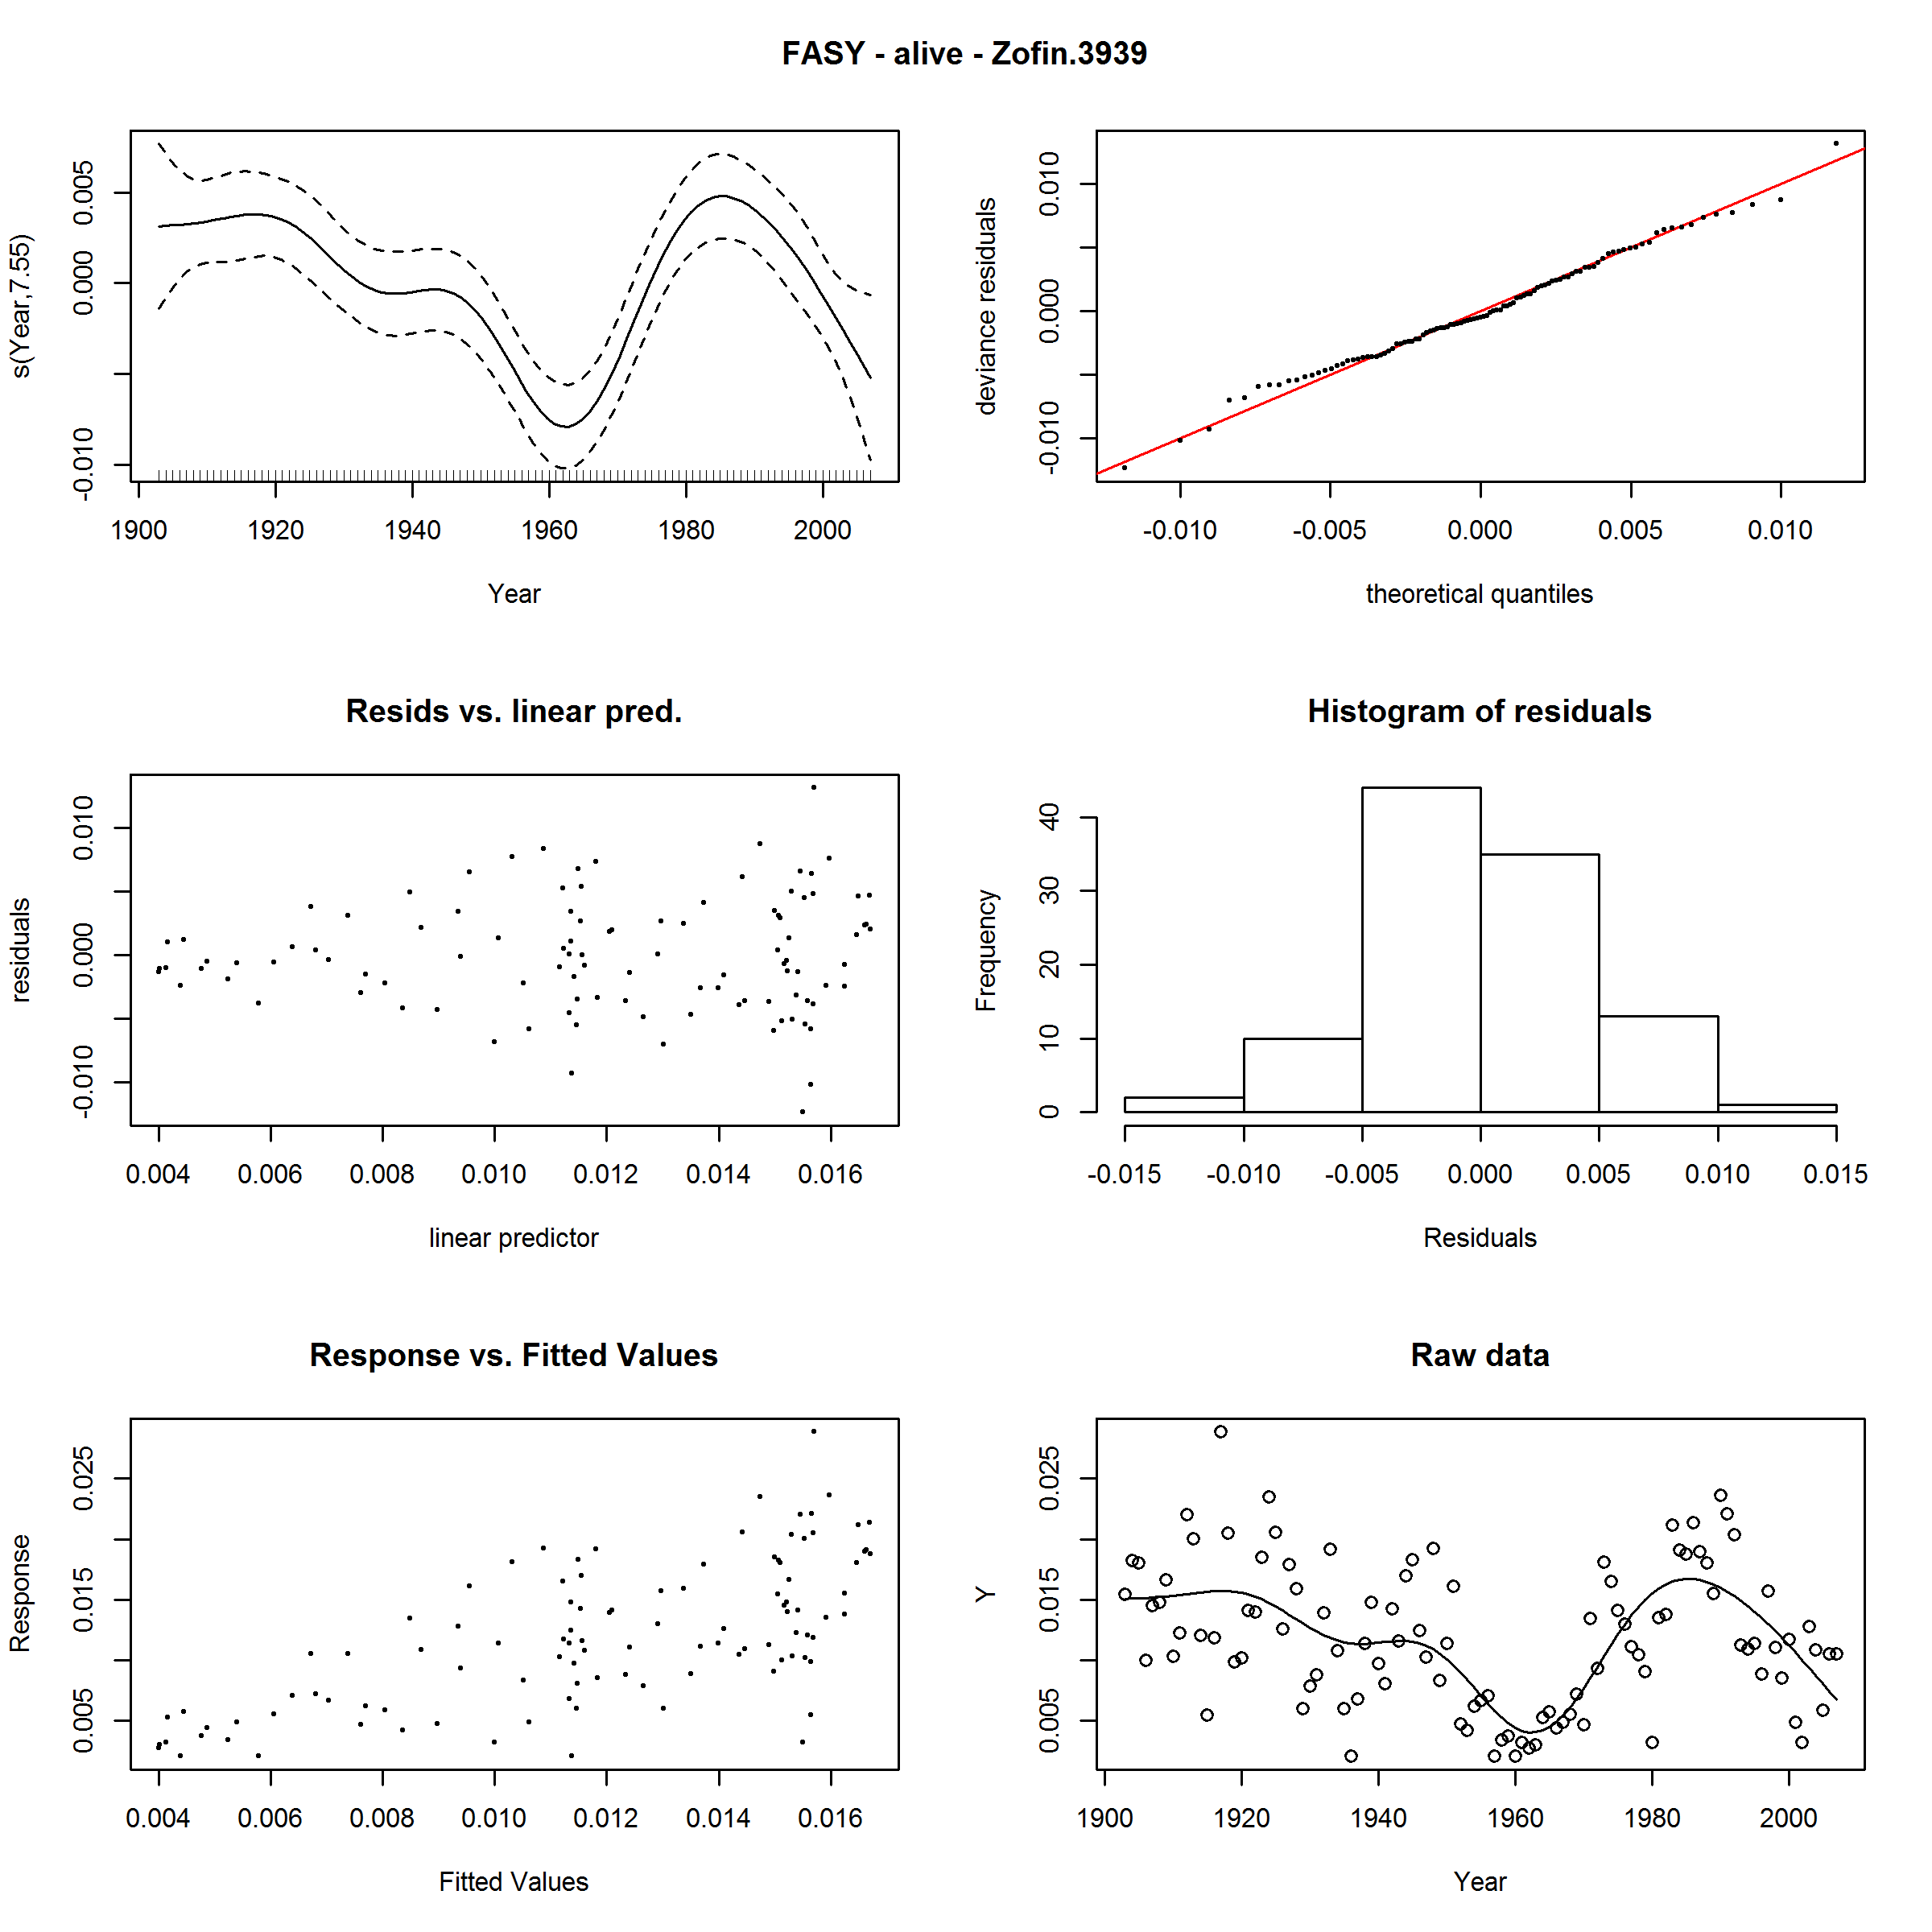 FASY - alive - Zofin.3939
s(Year,7.55)
-0.010 0.000 0.005
1900 1920 1940 1960 1980 2000
Year
deviance residuals
-0.010 0.000 0.010
-0.010 -0.005 0.000 0.005 0.010
theoretical quantiles
Resids vs. linear pred.
residuals
-0.010 0.000 0.010
0.004 0.006 0.008 0.010 0.012 0.014 0.016
linear predictor
Histogram of residuals
Frequency
0 10 20 30 40
-0.015 -0.010 -0.005 0.000 0.005 0.010 0.015
Residuals
Response vs. Fitted Values
Response
0.005 0.015 0.025
0.004 0.006 0.008 0.010 0.012 0.014 0.016
Fitted Values
Raw data
Y
0.005 0.015 0.025
1900 1920 1940 1960 1980 2000
Year